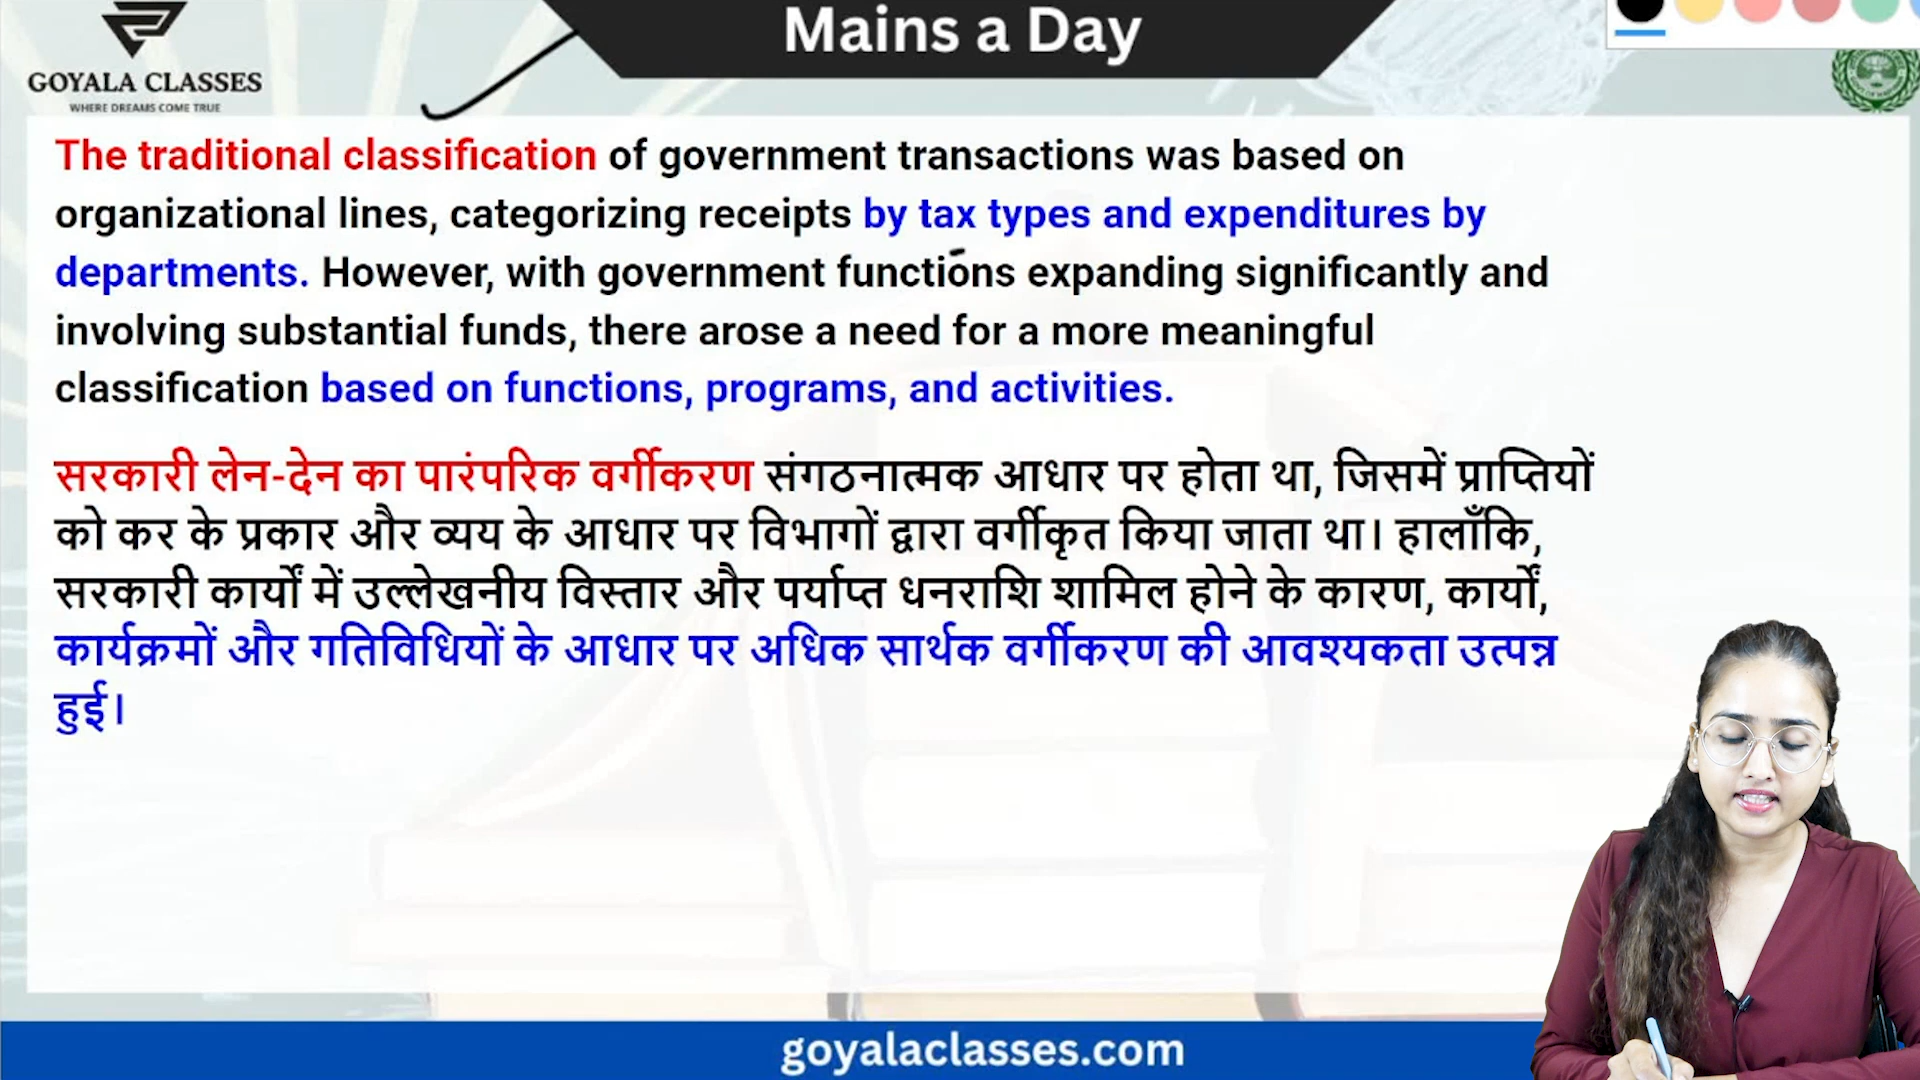 Mains a Day
GOYALA CLASSES
WHERE DREAMS COME TRUE
The traditional classification of government transactions was based on
organizational lines, categorizing receipts by tax types and expenditures by
departments. However, with government functions expanding significantly and
involving substantial funds, there arose a need for a more meaningful
classification based on functions, programs, and activities.
सरकारी लेन-देन का पारंपरिक वर्गीकरण संगठनात्मक आधार पर होता था, जिसमें प्राप्तियों
को कर के प्रकार और व्यय के आधार पर विभागों द्वारा वर्गीकृत किया जाता था। हालाँकि,
सरकारी कार्यों में उल्लेखनीय विस्तार और पर्याप्त धनराशि शामिल होने के कारण, कार्यों,
कार्यक्रमों और गतिविधियों के आधार पर अधिक सार्थक वर्गीकरण की आवश्यकता उत्पन्न
हुई।
goyalaclasses.com